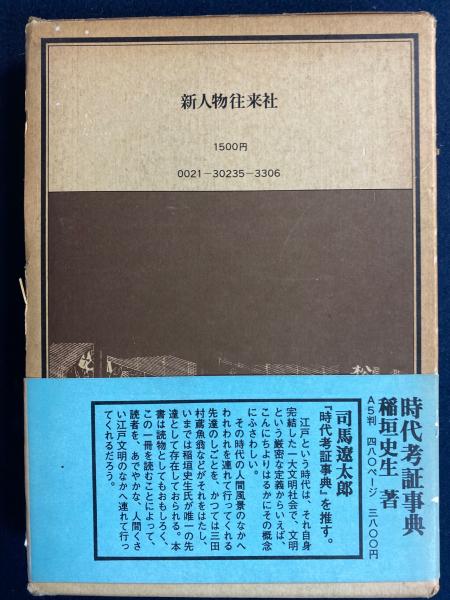 新人物往来社
1500円
0021-30235-3306
松
時代考証事典
稲垣史生 著
A5判 四八〇ページ 三八〇〇円
司馬遼太郎
『時代考証事典』を推す。
江戸という時代は、それ自身
完結した一大文明社会で、文明
という厳密な定義からいえば、
こんにちよりはるかにその概念
にふさわしい。
その時代の人間風景のなかへ
われわれを連れて行ってくれる
先達のしごとを、かつては三田
村鳶魚翁などがそれをはたし、
いまでは稲垣史生氏が唯一の先
達として存在しておられる。本
書は読物としてもおもしろく、
この一冊を読むことによって、
読者を、あでやかな、人間くさ
い江戸文明のなかへ連れて行っ
てくれるだろう。